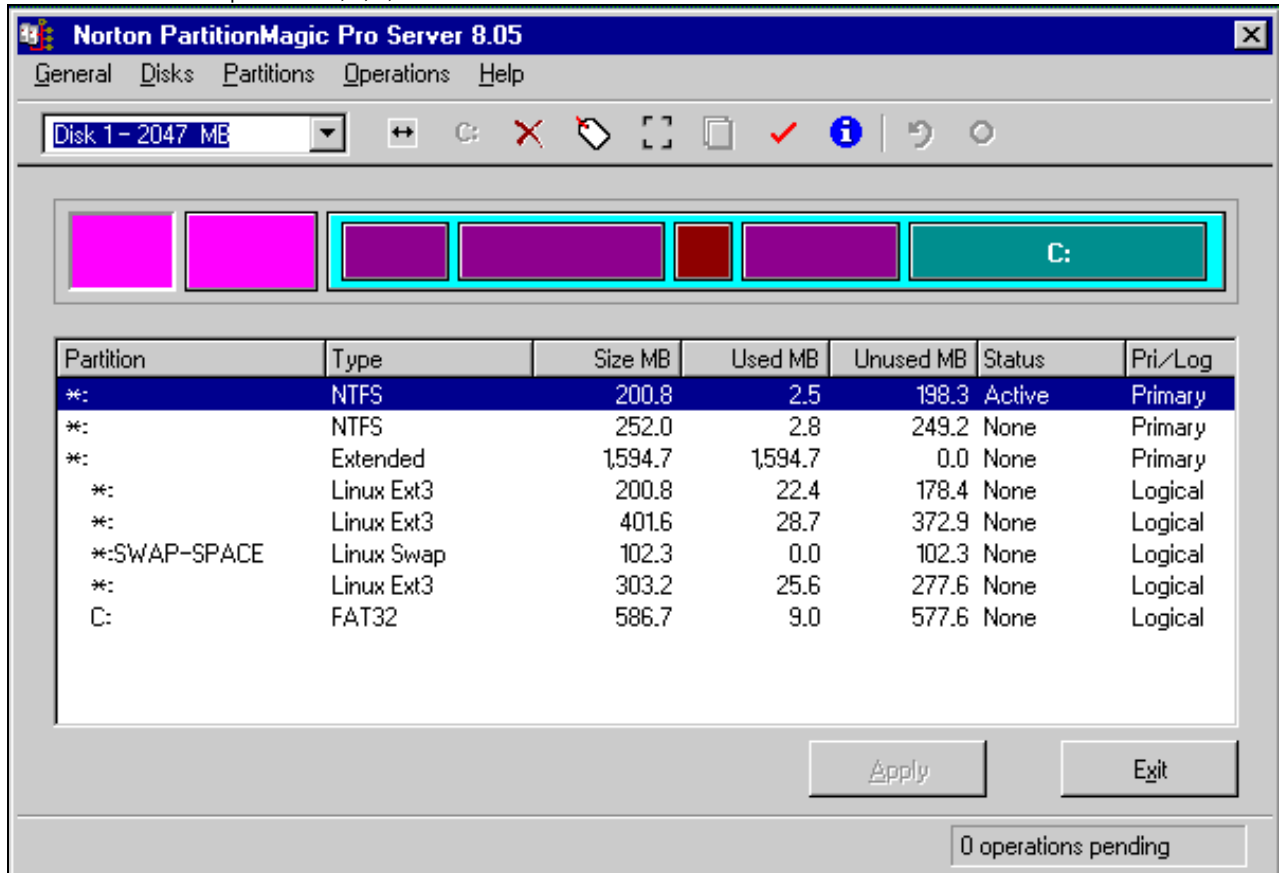 Norton PartitionMagic Pro Server 8.05
General Disks Partitions Operations Help
Disk 1 - 2047 MB C:
C:
Partition Type Size MB Used MB Unused MB Status Pri/Log
*: NTFS 200.8 2.5 198.3 Active Primary
*: NTFS 252.0 2.8 249.2 None Primary
*: Extended 1,594.7 1,594.7 0.0 None Primary
*: Linux Ext3 200.8 22.4 178.4 None Logical
*: Linux Ext3 401.6 28.7 372.9 None Logical
*:SWAP-SPACE Linux Swap 102.3 0.0 102.3 None Logical
*: Linux Ext3 303.2 25.6 277.6 None Logical
C: FAT32 586.7 9.0 577.6 None Logical
Apply Exit
0 operations pending